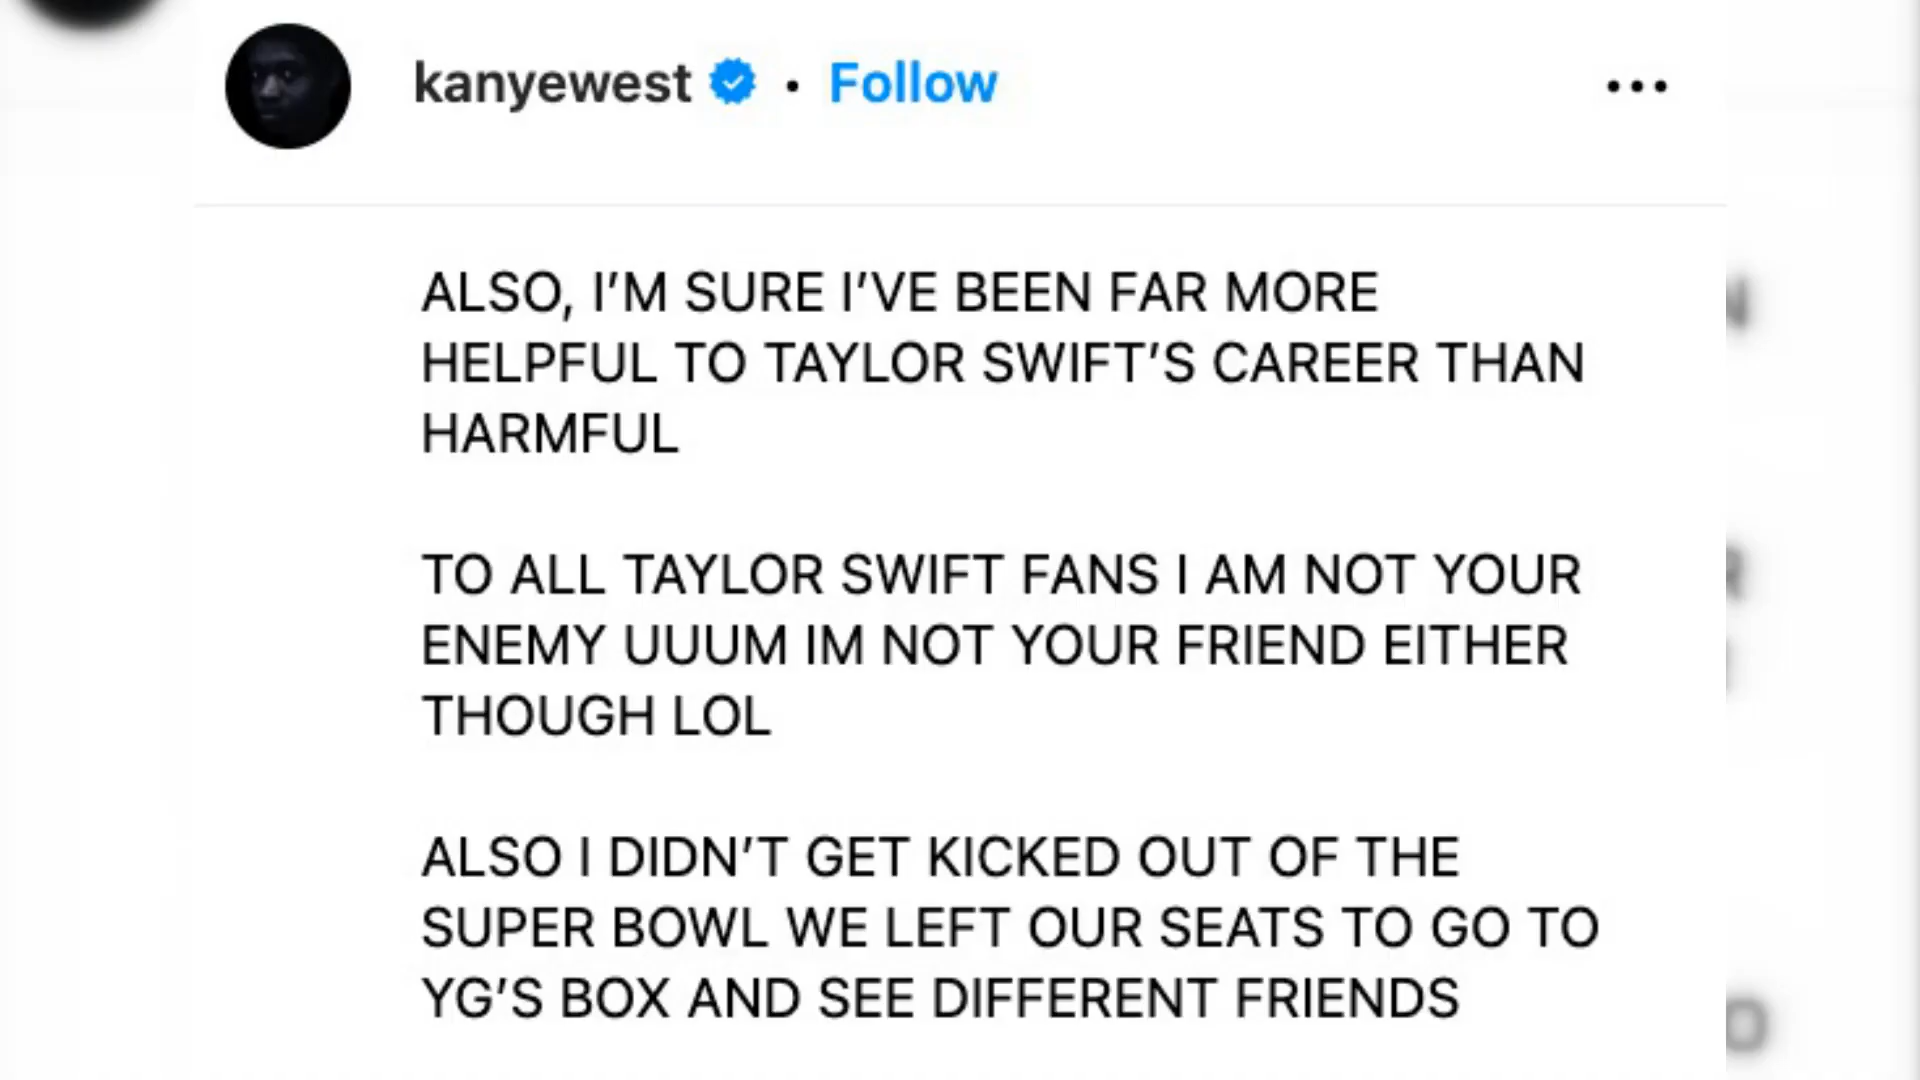 kanyewest · Follow
ALSO, I'M SURE I'VE BEEN FAR MORE
HELPFUL TO TAYLOR SWIFT'S CAREER THAN
HARMFUL
TO ALL TAYLOR SWIFT FANS I AM NOT YOUR
ENEMY UUUM IM NOT YOUR FRIEND EITHER
THOUGH LOL
ALSO I DIDN'T GET KICKED OUT OF THE
SUPER BOWL WE LEFT OUR SEATS TO GO TO
YG'S BOX AND SEE DIFFERENT FRIENDS